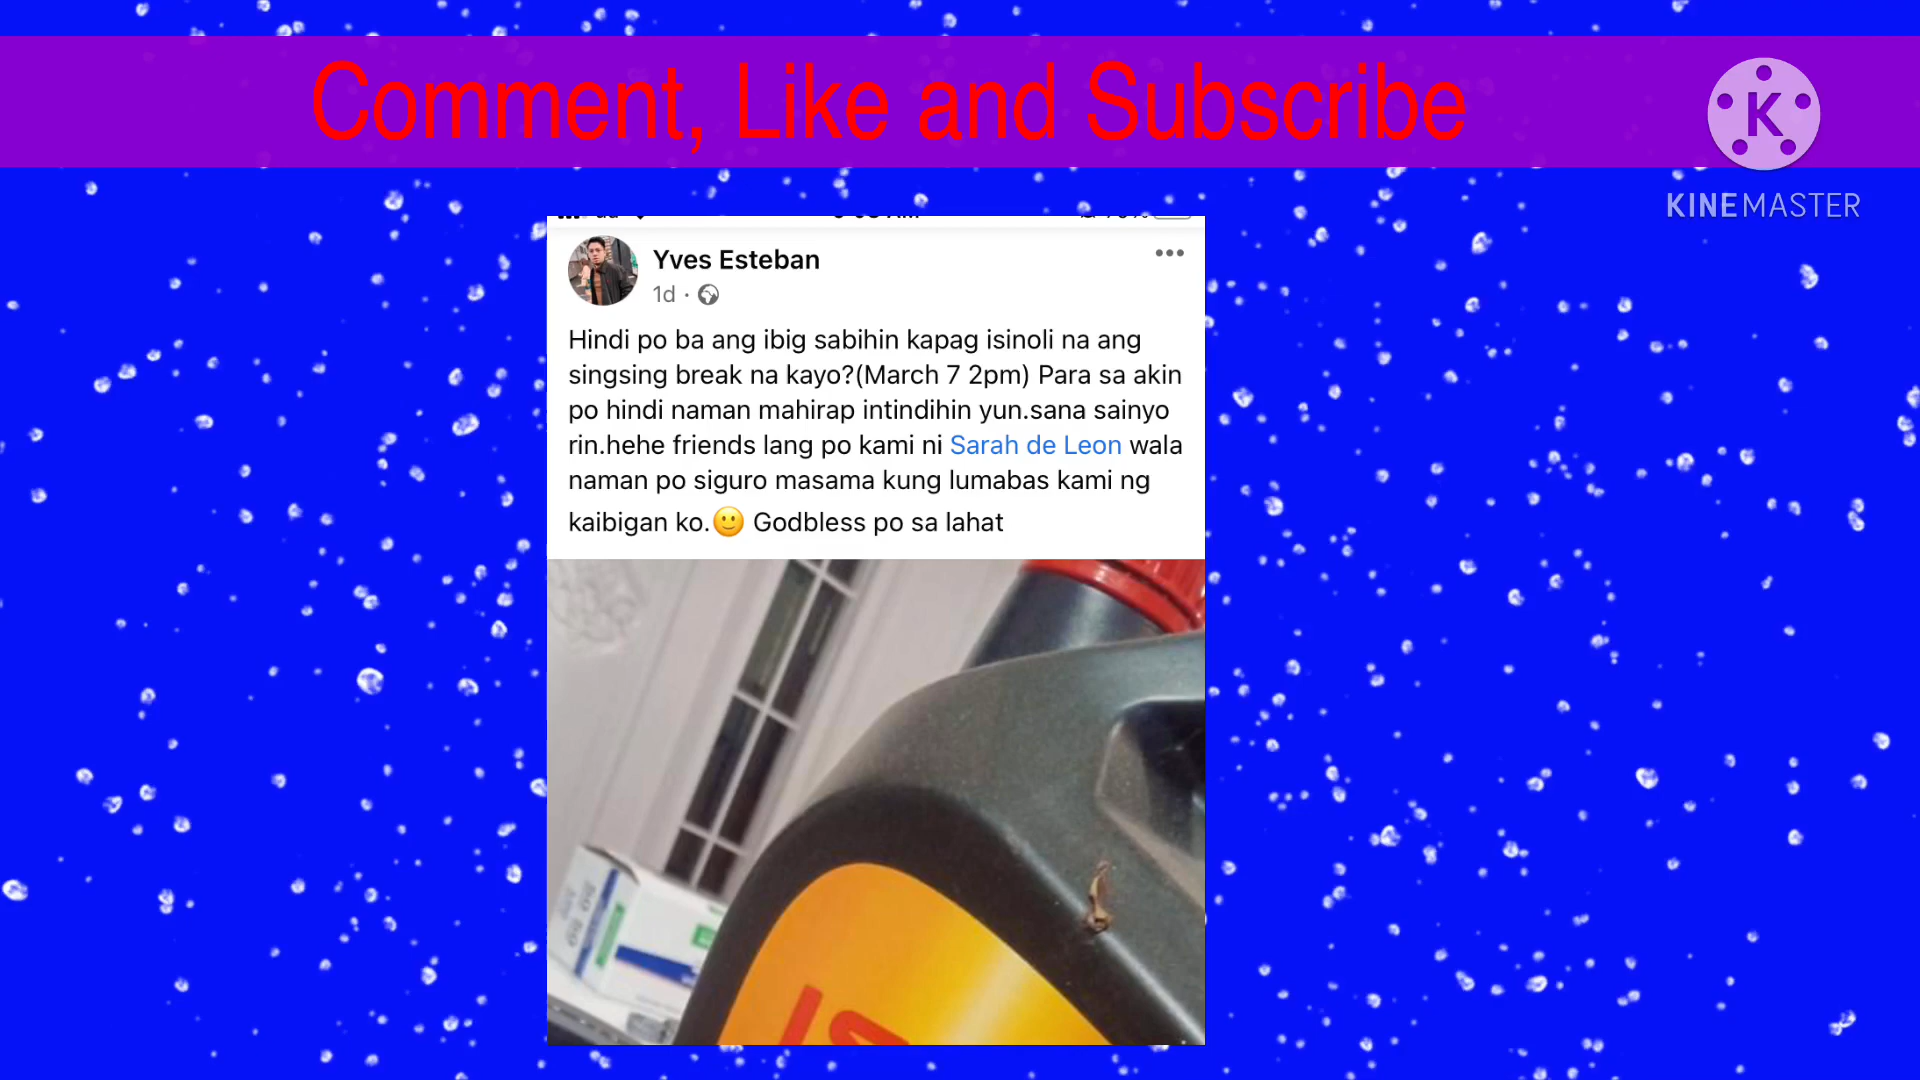 Comment, Like and Subscribe
K
KINEMASTER
Yves Esteban
1d ·
Hindi po ba ang ibig sabihin kapag isinoli na ang
singsing break na kayo?(March 7 2pm) Para sa akin
po hindi naman mahirap intindihin yun.sana sainyo
rin.hehe friends lang po kami ni Sarah de Leon wala
naman po siguro masama kung lumabas kami ng
kaibigan ko.🙂 Godbless po sa lahat